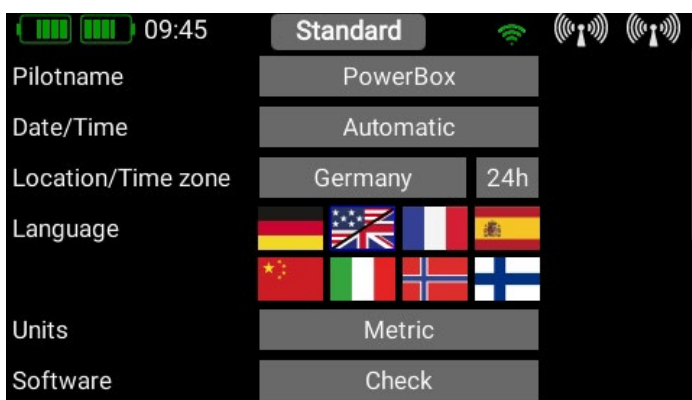 09:45 Standard
Pilotname PowerBox
Date/Time Automatic
Location/Time zone Germany 24h
Language
Units Metric
Software Check